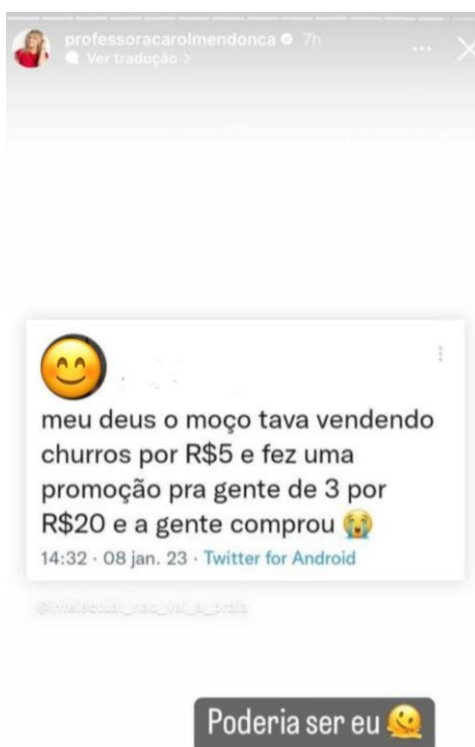 professoracarolmendonca 7h
Ver tradução >
meu deus o moço tava vendendo
churros por R$5 e fez uma
promoção pra gente de 3 por
R$20 e a gente comprou 😭
14:32 · 08 jan. 23 · Twitter for Android
@intelectual_nao_vai_a_praia
Poderia ser eu 🫠